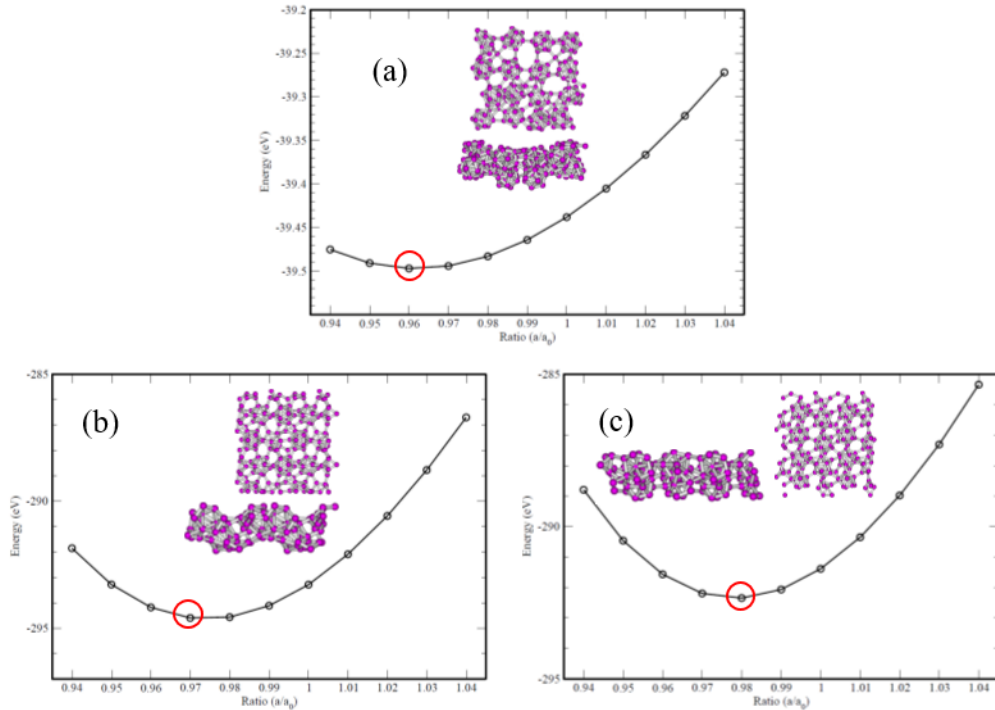 (a)
Energy (eV)
-39.2
-39.25
-39.3
-39.35
-39.4
-39.45
-39.5
0.94 0.95 0.96 0.97 0.98 0.99 1 1.01 1.02 1.03 1.04
Ratio (a/a₀)
(b)
Energy (eV)
-285
-290
-295
0.94 0.95 0.96 0.97 0.98 0.99 1 1.01 1.02 1.03 1.04
Ratio (a/a₀)
(c)
Energy (eV)
-285
-290
-295
0.94 0.95 0.96 0.97 0.98 0.99 1 1.01 1.02 1.03 1.04
Ratio (a/a₀)